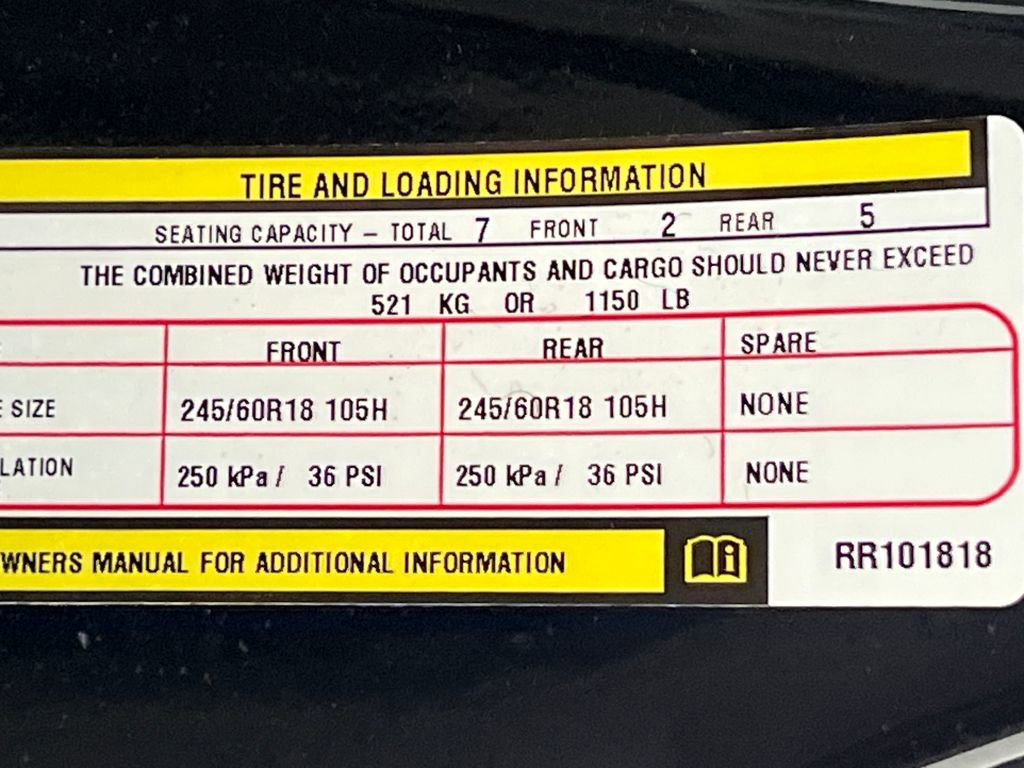 TIRE AND LOADING INFORMATION
SEATING CAPACITY – TOTAL 7 FRONT 2 REAR 5
THE COMBINED WEIGHT OF OCCUPANTS AND CARGO SHOULD NEVER EXCEED
521 KG OR 1150 LB
FRONT REAR SPARE
SIZE 245/60R18 105H 245/60R18 105H NONE
LATION 250 kPa / 36 PSI 250 kPa / 36 PSI NONE
WNERS MANUAL FOR ADDITIONAL INFORMATION
RR101818